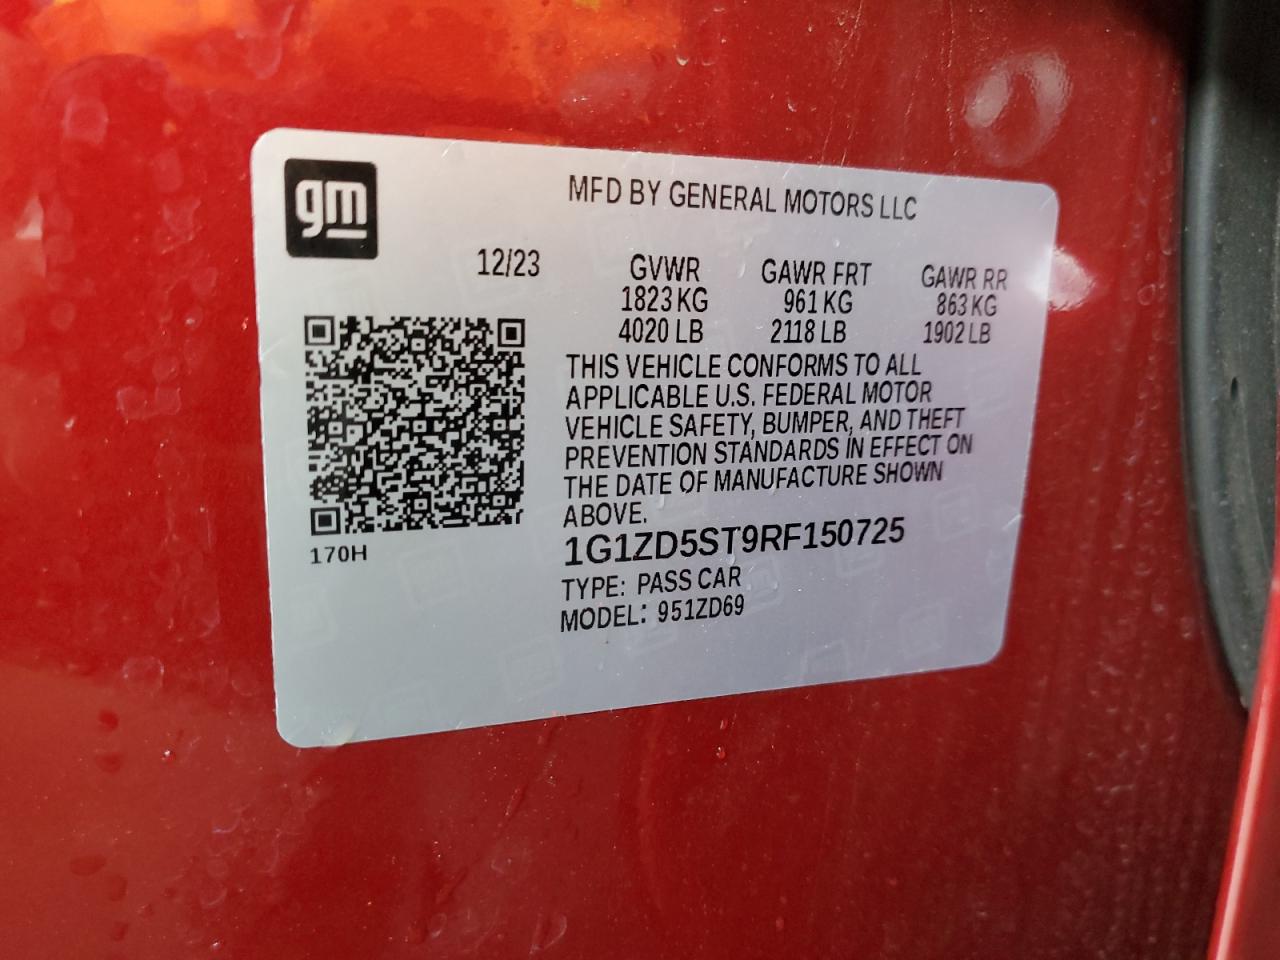 gm
MFD BY GENERAL MOTORS LLC
12/23
GVWR GAWR FRT GAWR RR
1823 KG 961 KG 863 KG
4020 LB 2118 LB 1902 LB
THIS VEHICLE CONFORMS TO ALL
APPLICABLE U.S. FEDERAL MOTOR
VEHICLE SAFETY, BUMPER, AND THEFT
PREVENTION STANDARDS IN EFFECT ON
THE DATE OF MANUFACTURE SHOWN
ABOVE.
170H
1G1ZD5ST9RF150725
TYPE: PASS CAR
MODEL: 951ZD69